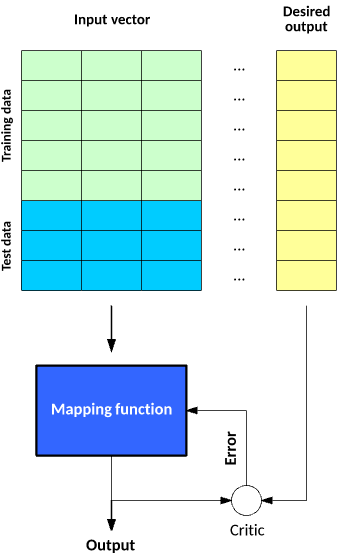 Input vector
Desired
output
Training data
...
...
...
...
...
Test data
...
...
...
Mapping function
Error
Critic
Output